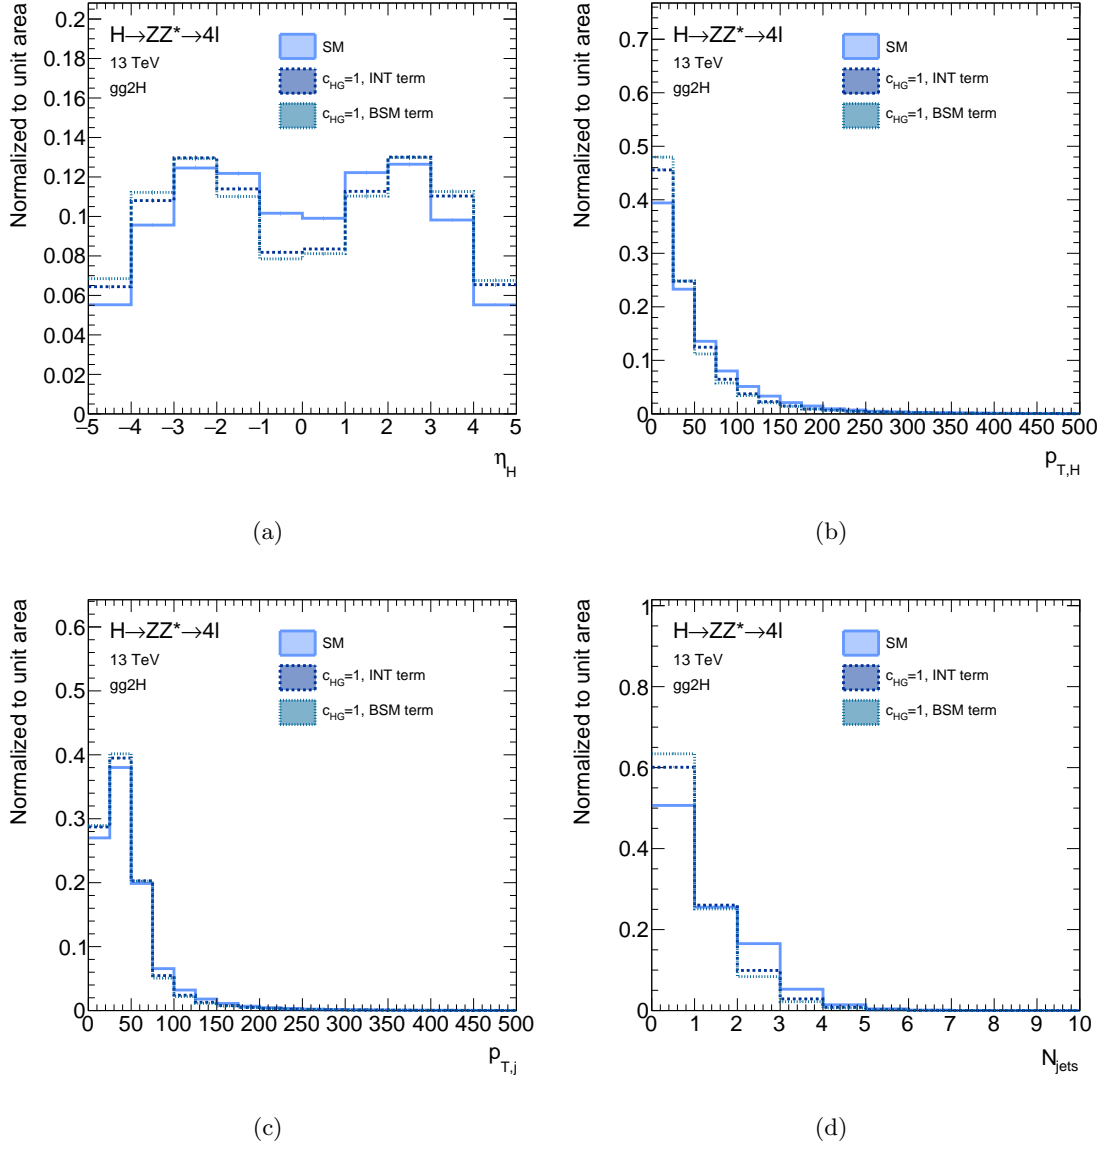 Normalized to unit area
0.2
0.18
0.16
0.14
0.12
0.1
0.08
0.06
0.04
0.02
0
H→ZZ*→4l
13 TeV
gg2H
SM
c_HG=1, INT term
c_HG=1, BSM term
−5 −4 −3 −2 −1 0 1 2 3 4 5
η_H
(a)
Normalized to unit area
0.7
0.6
0.5
0.4
0.3
0.2
0.1
0
H→ZZ*→4l
13 TeV
gg2H
SM
c_HG=1, INT term
c_HG=1, BSM term
0 50 100 150 200 250 300 350 400 450 500
p_T,H
(b)
Normalized to unit area
0.6
0.5
0.4
0.3
0.2
0.1
0
H→ZZ*→4l
13 TeV
gg2H
SM
c_HG=1, INT term
c_HG=1, BSM term
0 50 100 150 200 250 300 350 400 450 500
p_T,j
(c)
Normalized to unit area
1
0.8
0.6
0.4
0.2
0
H→ZZ*→4l
13 TeV
gg2H
SM
c_HG=1, INT term
c_HG=1, BSM term
0 1 2 3 4 5 6 7 8 9 10
N_jets
(d)